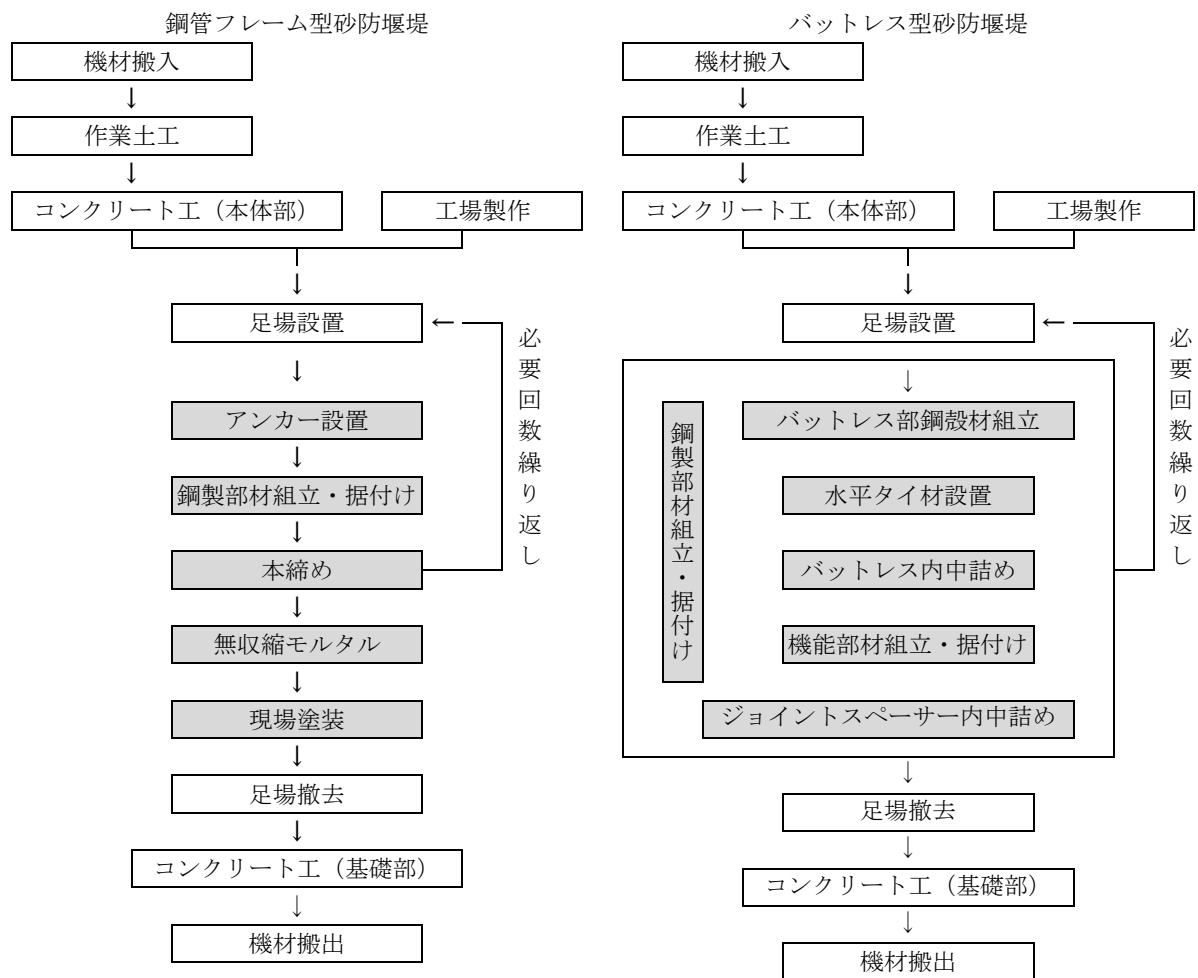 鋼管フレーム型砂防堰堤
機材搬入
↓
作業土工
↓
コンクリート工（本体部）
工場製作
↓
足場設置
←
必要回数繰り返し
↓
アンカー設置
↓
鋼製部材組立・据付け
↓
本締め
↓
無収縮モルタル
↓
現場塗装
↓
足場撤去
↓
コンクリート工（基礎部）
↓
機材搬出
バットレス型砂防堰堤
機材搬入
↓
作業土工
↓
コンクリート工（本体部）
工場製作
↓
足場設置
←
必要回数繰り返し
↓
鋼製部材組立・据付け
バットレス部鋼殻材組立
水平タイ材設置
バットレス内中詰め
機能部材組立・据付け
ジョイントスペーサー内中詰め
↓
足場撤去
↓
コンクリート工（基礎部）
↓
機材搬出